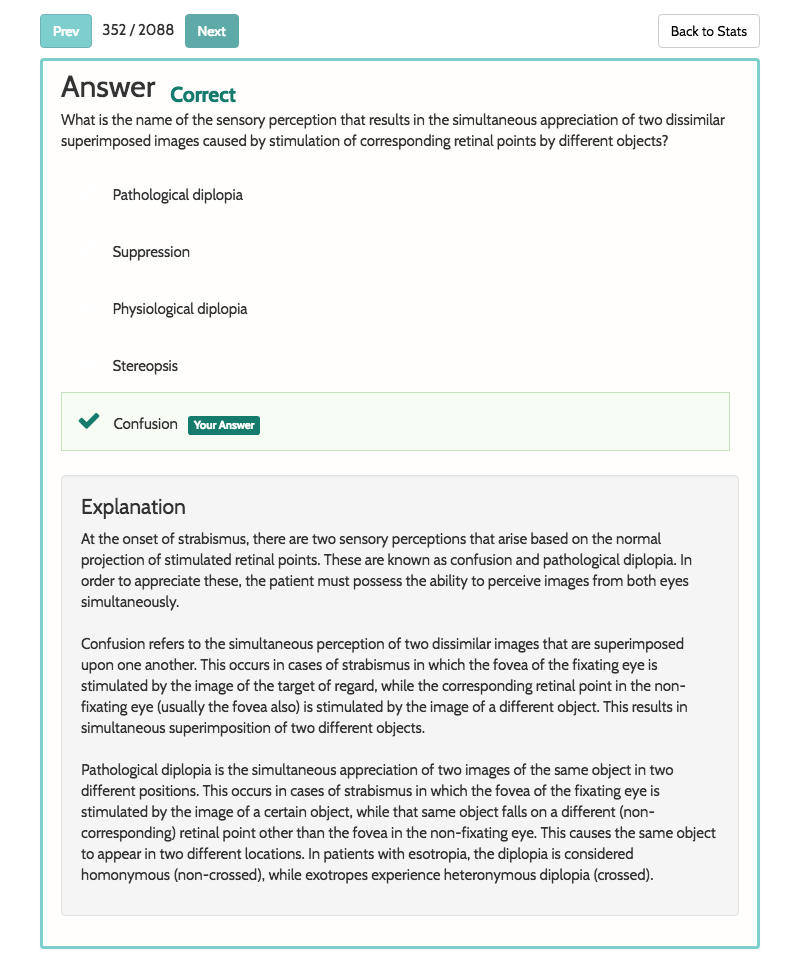 Prev 352 / 2088 Next Back to Stats
Answer Correct
What is the name of the sensory perception that results in the simultaneous appreciation of two dissimilar
superimposed images caused by stimulation of corresponding retinal points by different objects?
Pathological diplopia
Suppression
Physiological diplopia
Stereopsis
Confusion Your Answer
Explanation
At the onset of strabismus, there are two sensory perceptions that arise based on the normal
projection of stimulated retinal points. These are known as confusion and pathological diplopia. In
order to appreciate these, the patient must possess the ability to perceive images from both eyes
simultaneously.
Confusion refers to the simultaneous perception of two dissimilar images that are superimposed
upon one another. This occurs in cases of strabismus in which the fovea of the fixating eye is
stimulated by the image of the target of regard, while the corresponding retinal point in the non-
fixating eye (usually the fovea also) is stimulated by the image of a different object. This results in
simultaneous superimposition of two different objects.
Pathological diplopia is the simultaneous appreciation of two images of the same object in two
different positions. This occurs in cases of strabismus in which the fovea of the fixating eye is
stimulated by the image of a certain object, while that same object falls on a different (non-
corresponding) retinal point other than the fovea in the non-fixating eye. This causes the same object
to appear in two different locations. In patients with esotropia, the diplopia is considered
homonymous (non-crossed), while exotropes experience heteronymous diplopia (crossed).